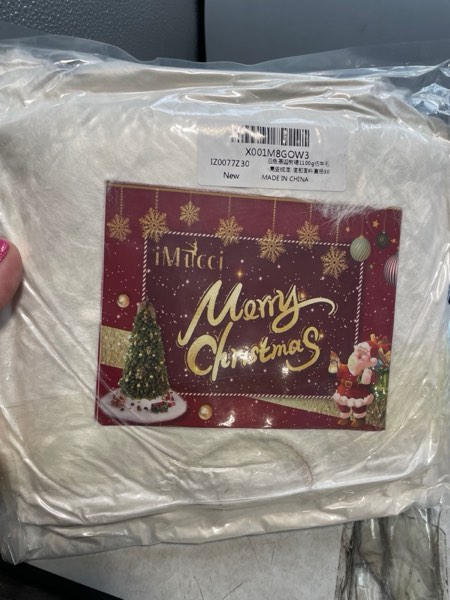 X001M8GOW3
IZ0077Z30
New
MADE IN CHINA
iMucci
Merry
Christmas